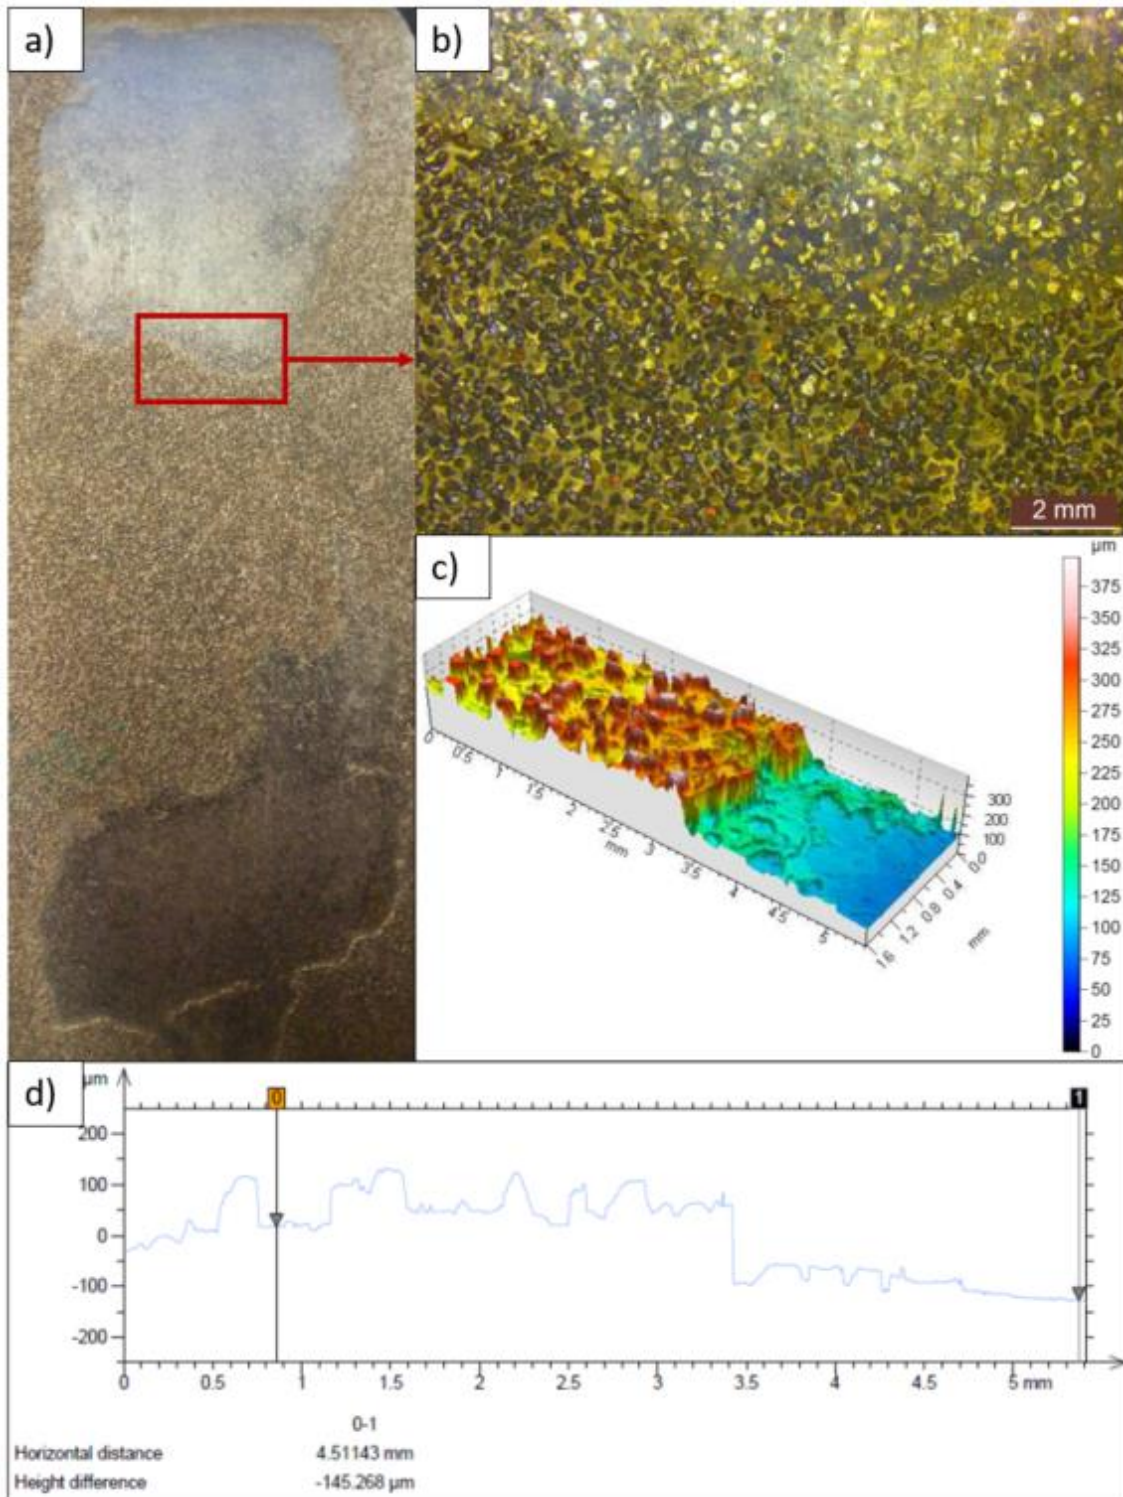 a)
b)
2 mm
c)
µm
375
350
325
300
275
250
225
200
175
150
125
100
75
50
25
0
0 0.5 1 1.5 2 2.5 3 3.5 4 4.5 5
mm
300
200
100
0.0
0.4
0.8
1.2
1.6
mm
d)
µm
0 1
200
100
0
-100
-200
0 0.5 1 1.5 2 2.5 3 3.5 4 4.5 5 mm
0-1
Horizontal distance 4.51143 mm
Height difference -145.268 µm